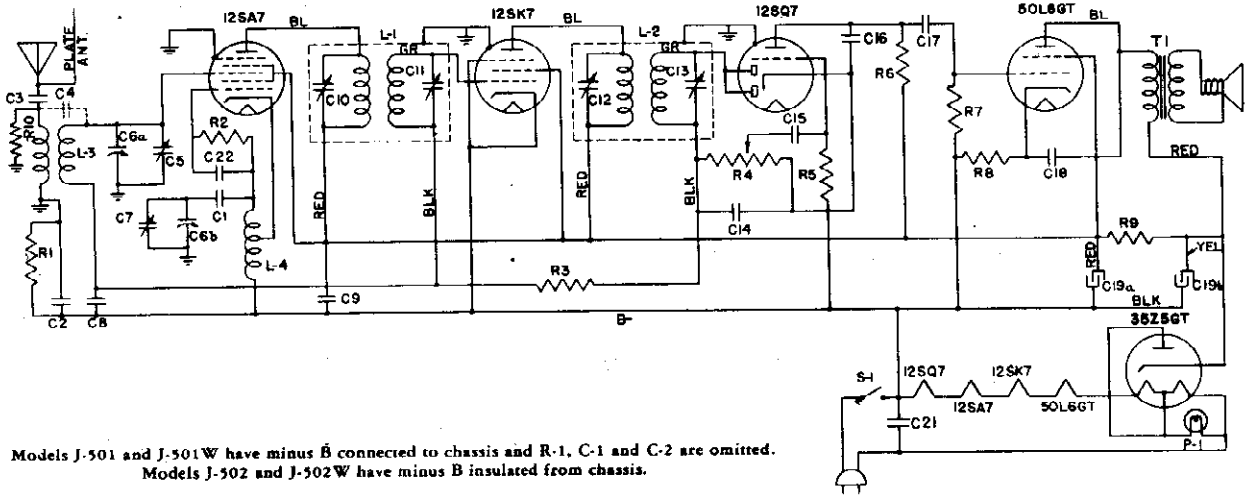 12SA7
BL
L-1
12SK7
BL
L-2
12SQ7
50L6GT
BL
T1
PLATE
ANT.
C3
C4
R10
L-3
C6a
C5
R2
C22
C1
C7
C6b
L-4
R1
C2
C8
C10
GR
C11
RED
BLK
C9
R3
C12
GR
C13
RED
BLK
C15
R4
R5
C14
C16
R6
C17
R7
R8
C18
RED
R9
RED
YEL
C19a
C19b
BLK
B-
35Z5GT
S-1
12SQ7
12SA7
12SK7
50L6GT
C21
P-1
Models J-501 and J-501W have minus B connected to chassis and R-1, C-1 and C-2 are omitted.
Models J-502 and J-502W have minus B insulated from chassis.